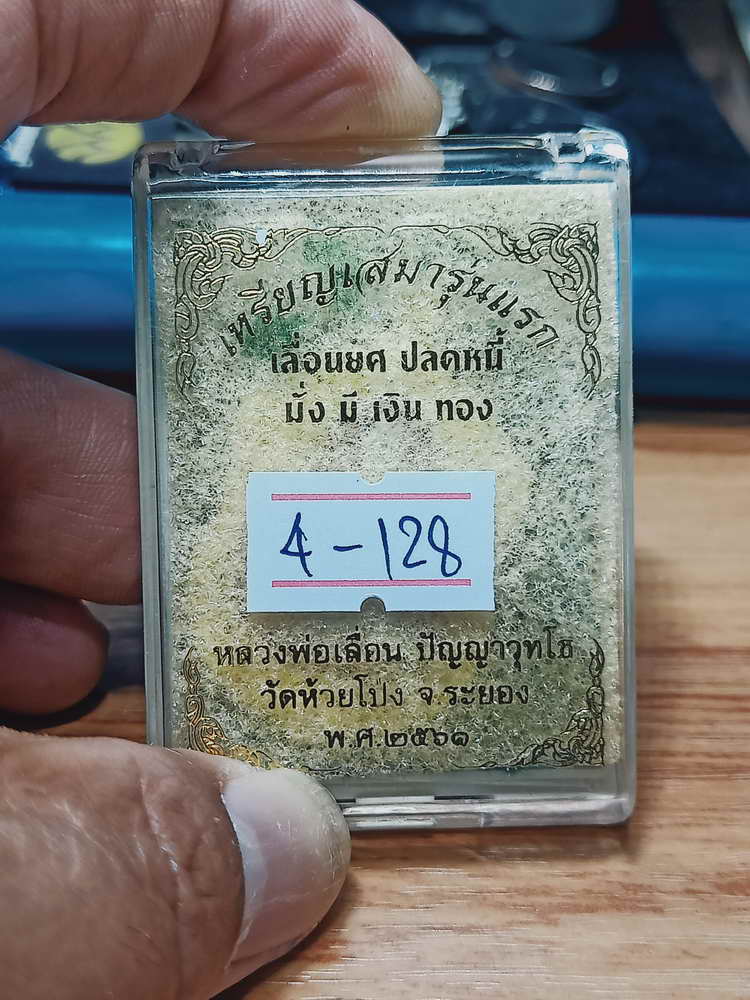 เหรียญเสมารุ่นแรก
เลื่อนยศ ปลดหนี้
มั่ง มี เงิน ทอง
4-128
หลวงพ่อเลื่อน ปัญญาวุทโธ
วัดห้วยโป่ง จ.ระยอง
พ.ศ.๒๕๖๑